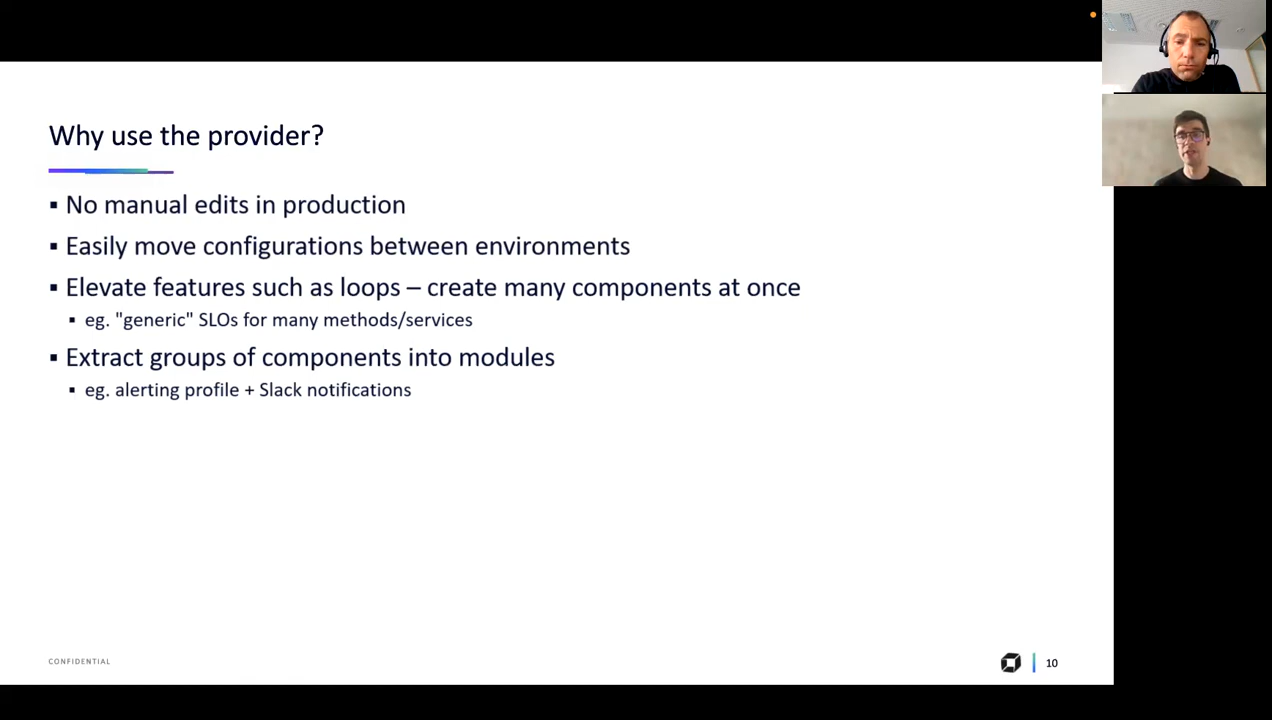 Why use the provider?
▪ No manual edits in production
▪ Easily move configurations between environments
▪ Elevate features such as loops – create many components at once
▪ eg. "generic" SLOs for many methods/services
▪ Extract groups of components into modules
▪ eg. alerting profile + Slack notifications
CONFIDENTIAL
10